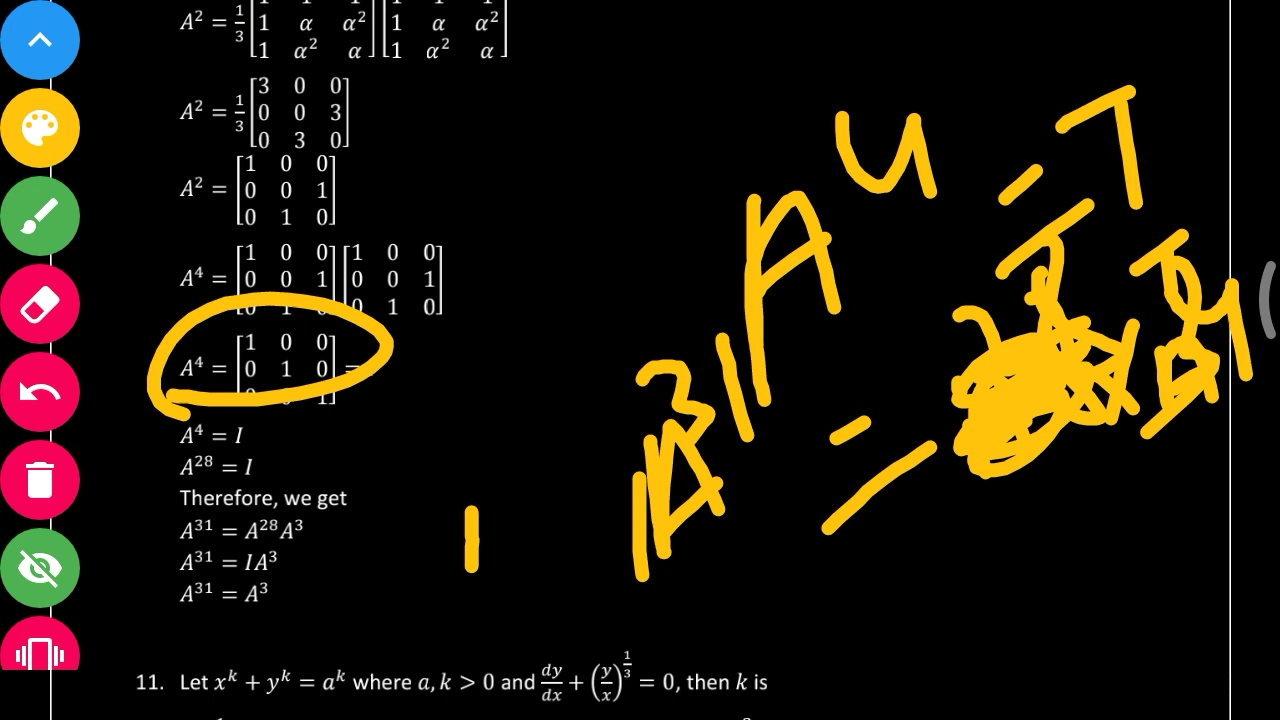 A² = 1/3 [1 1 1; 1 α α²; 1 α² α] [1 1 1; 1 α α²; 1 α² α]
A² = 1/3 [3 0 0; 0 0 3; 0 3 0]
A² = [1 0 0; 0 0 1; 0 1 0]
A⁴ = [1 0 0; 0 0 1; 0 1 0] [1 0 0; 0 0 1; 0 1 0]
A⁴ = [1 0 0; 0 1 0; 0 0 1] =
A⁴ = I
A²⁸ = I
Therefore, we get
A³¹ = A²⁸A³
A³¹ = IA³
A³¹ = A³
11. Let xᵏ + yᵏ = aᵏ where a, k > 0 and dy/dx + (y/x)^(1/3) = 0, then k is
A⁴